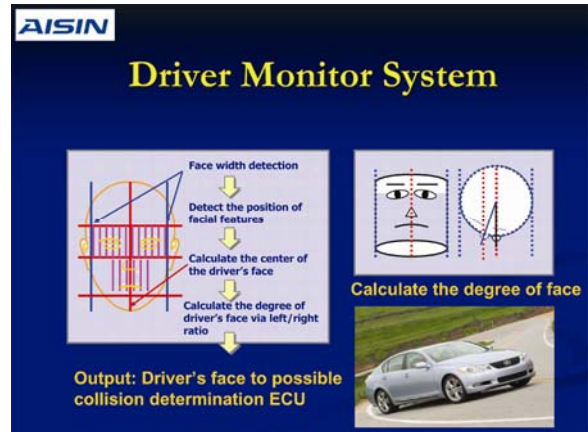 AISIN
Driver Monitor System
Face width detection
Detect the position of
facial features
Calculate the center of
the driver's face
Calculate the degree of
driver's face via left/right
ratio
Output: Driver's face to possible
collision determination ECU
Calculate the degree of face